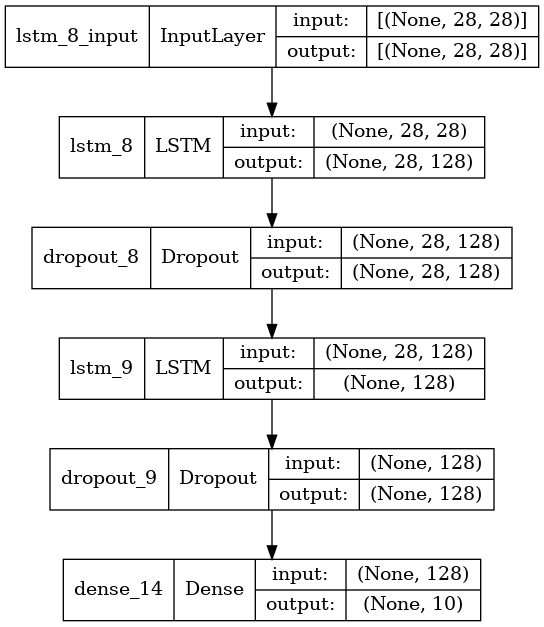 lstm_8_input InputLayer input: [(None, 28, 28)]
output: [(None, 28, 28)]
lstm_8 LSTM input: (None, 28, 28)
output: (None, 28, 128)
dropout_8 Dropout input: (None, 28, 128)
output: (None, 28, 128)
lstm_9 LSTM input: (None, 28, 128)
output: (None, 128)
dropout_9 Dropout input: (None, 128)
output: (None, 128)
dense_14 Dense input: (None, 128)
output: (None, 10)